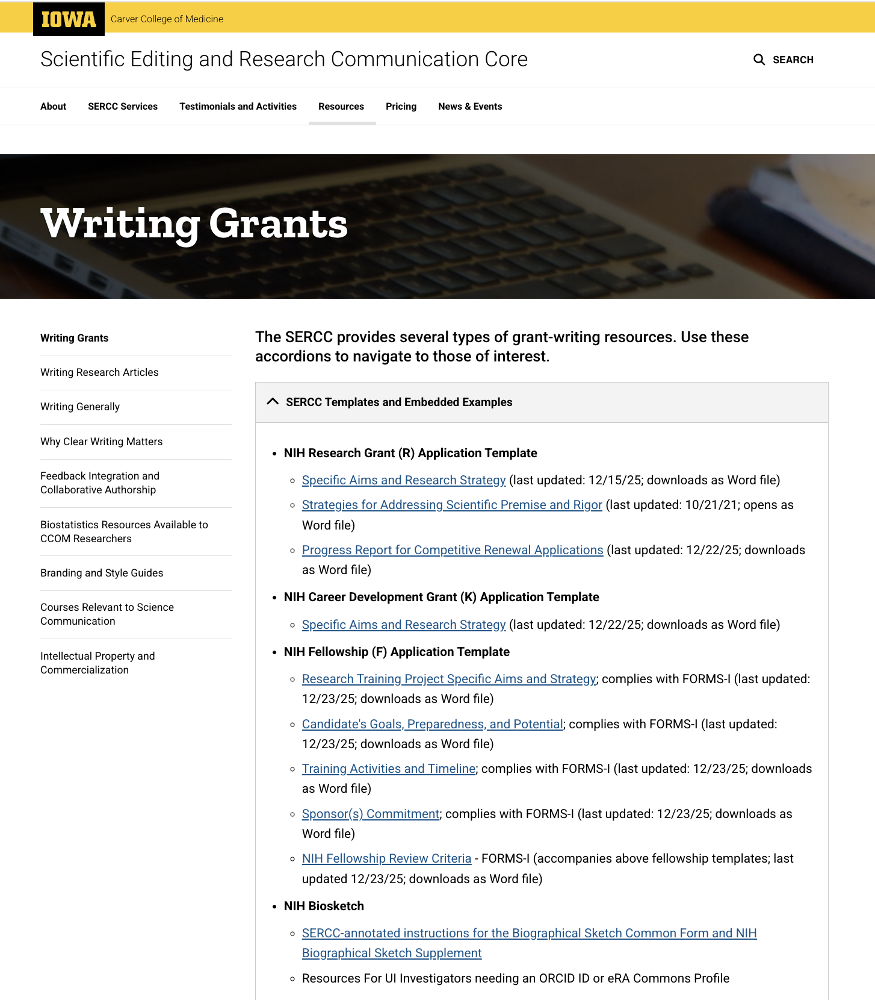 IOWA
Carver College of Medicine
Scientific Editing and Research Communication Core
SEARCH
About
SERCC Services
Testimonials and Activities
Resources
Pricing
News & Events
Writing Grants
Writing Grants
Writing Research Articles
Writing Generally
Why Clear Writing Matters
Feedback Integration and
Collaborative Authorship
Biostatistics Resources Available to
CCOM Researchers
Branding and Style Guides
Courses Relevant to Science
Communication
Intellectual Property and
Commercialization
The SERCC provides several types of grant-writing resources. Use these
accordions to navigate to those of interest.
SERCC Templates and Embedded Examples
• NIH Research Grant (R) Application Template
◦ Specific Aims and Research Strategy (last updated: 12/15/25; downloads as Word file)
◦ Strategies for Addressing Scientific Premise and Rigor (last updated: 10/21/21; opens as
Word file)
◦ Progress Report for Competitive Renewal Applications (last updated: 12/22/25; downloads
as Word file)
• NIH Career Development Grant (K) Application Template
◦ Specific Aims and Research Strategy (last updated: 12/22/25; downloads as Word file)
• NIH Fellowship (F) Application Template
◦ Research Training Project Specific Aims and Strategy; complies with FORMS-I (last updated:
12/23/25; downloads as Word file)
◦ Candidate's Goals, Preparedness, and Potential; complies with FORMS-I (last updated:
12/23/25; downloads as Word file)
◦ Training Activities and Timeline; complies with FORMS-I (last updated: 12/23/25; downloads
as Word file)
◦ Sponsor(s) Commitment; complies with FORMS-I (last updated: 12/23/25; downloads as
Word file)
◦ NIH Fellowship Review Criteria - FORMS-I (accompanies above fellowship templates; last
updated 12/23/25; downloads as Word file)
• NIH Biosketch
◦ SERCC-annotated instructions for the Biographical Sketch Common Form and NIH
Biographical Sketch Supplement
◦ Resources For UI Investigators needing an ORCID ID or eRA Commons Profile